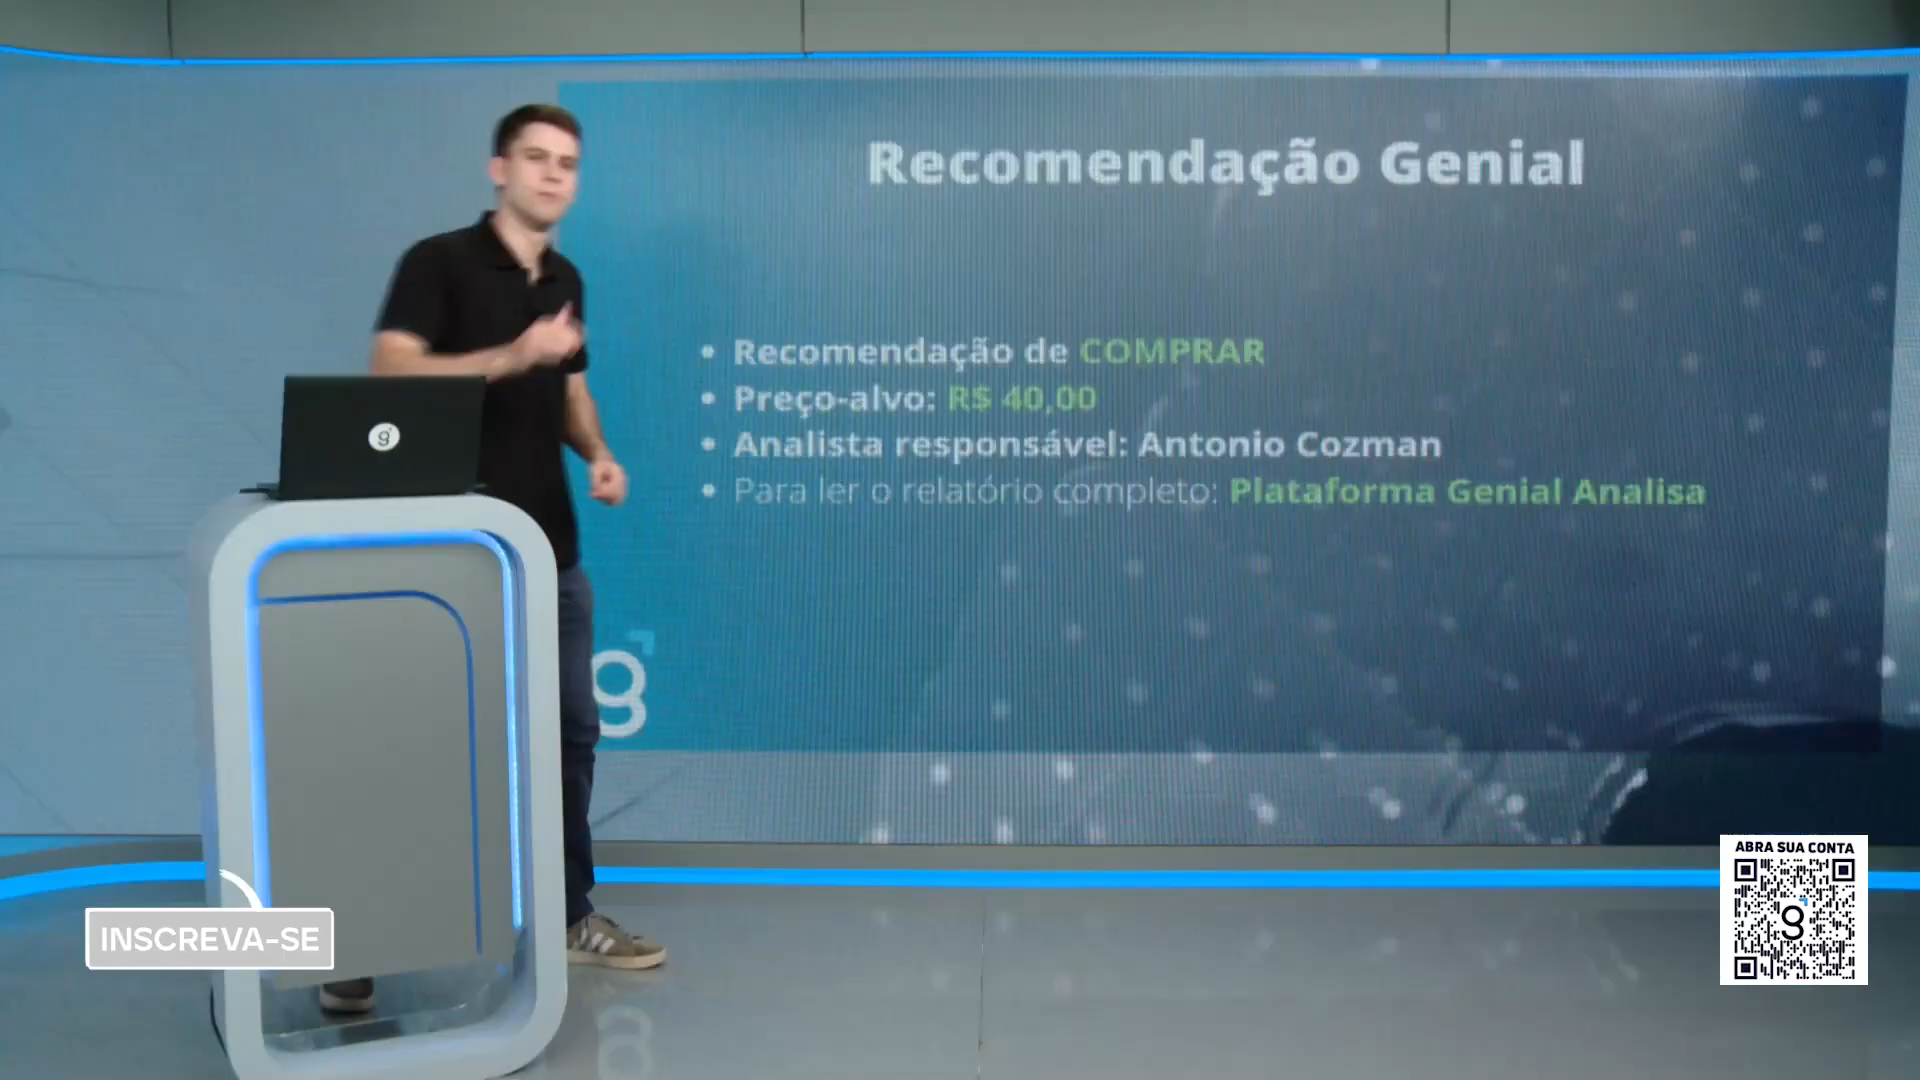 Recomendação Genial
• Recomendação de COMPRAR
• Preço-alvo: R$ 40,00
• Analista responsável: Antonio Cozman
• Para ler o relatório completo: Plataforma Genial Analisa
g
g
ABRA SUA CONTA
g
INSCREVA-SE